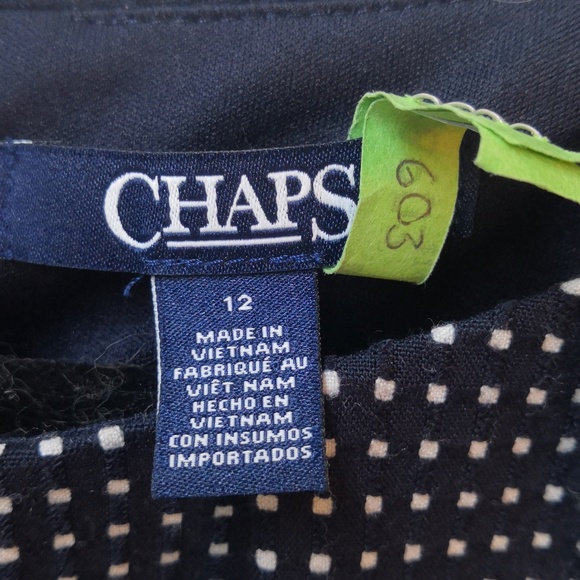 CHAPS
603
12
MADE IN
VIETNAM
FABRIQUÉ AU
VIÊT NAM
HECHO EN
VIETNAM
CON INSUMOS
IMPORTADOS